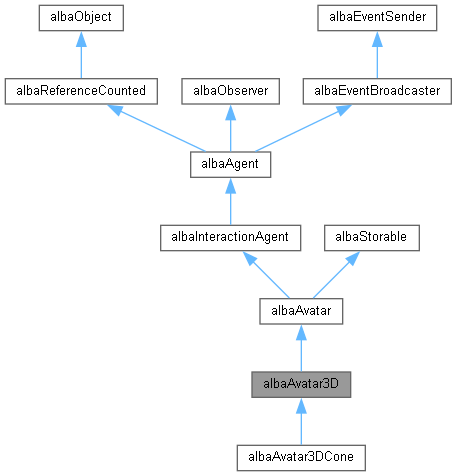 albaObject
albaEventSender
albaReferenceCounted
albaObserver
albaEventBroadcaster
albaAgent
albaInteractionAgent
albaStorable
albaAvatar
albaAvatar3D
albaAvatar3DCone